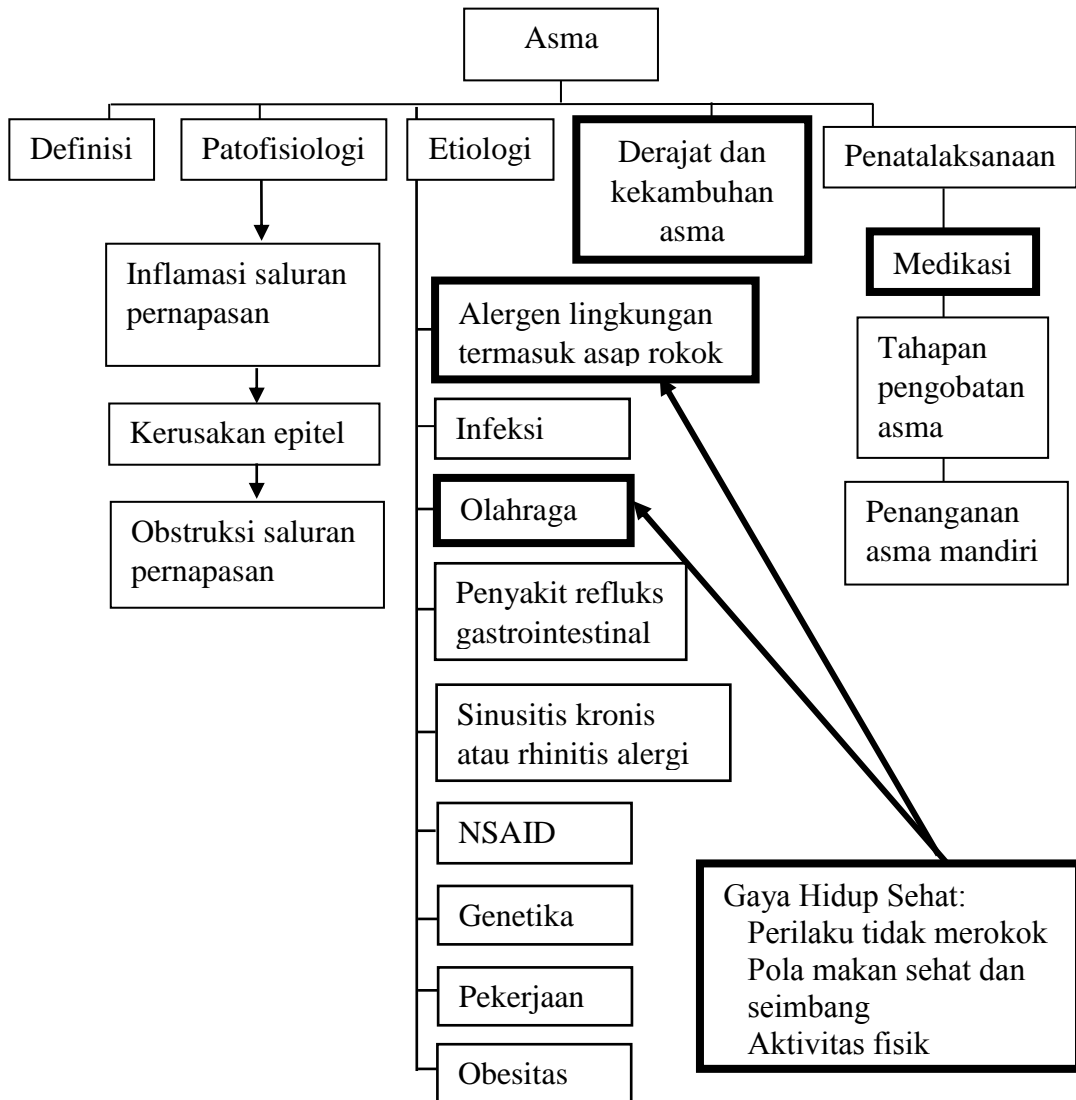 Asma
Definisi
Patofisiologi
Etiologi
Derajat dan
kekambuhan
asma
Penatalaksanaan
Inflamasi saluran
pernapasan
Kerusakan epitel
Obstruksi saluran
pernapasan
Alergen lingkungan
termasuk asap rokok
Infeksi
Olahraga
Penyakit refluks
gastrointestinal
Sinusitis kronis
atau rhinitis alergi
NSAID
Genetika
Pekerjaan
Obesitas
Medikasi
Tahapan
pengobatan
asma
Penanganan
asma mandiri
Gaya Hidup Sehat:
Perilaku tidak merokok
Pola makan sehat dan
seimbang
Aktivitas fisik